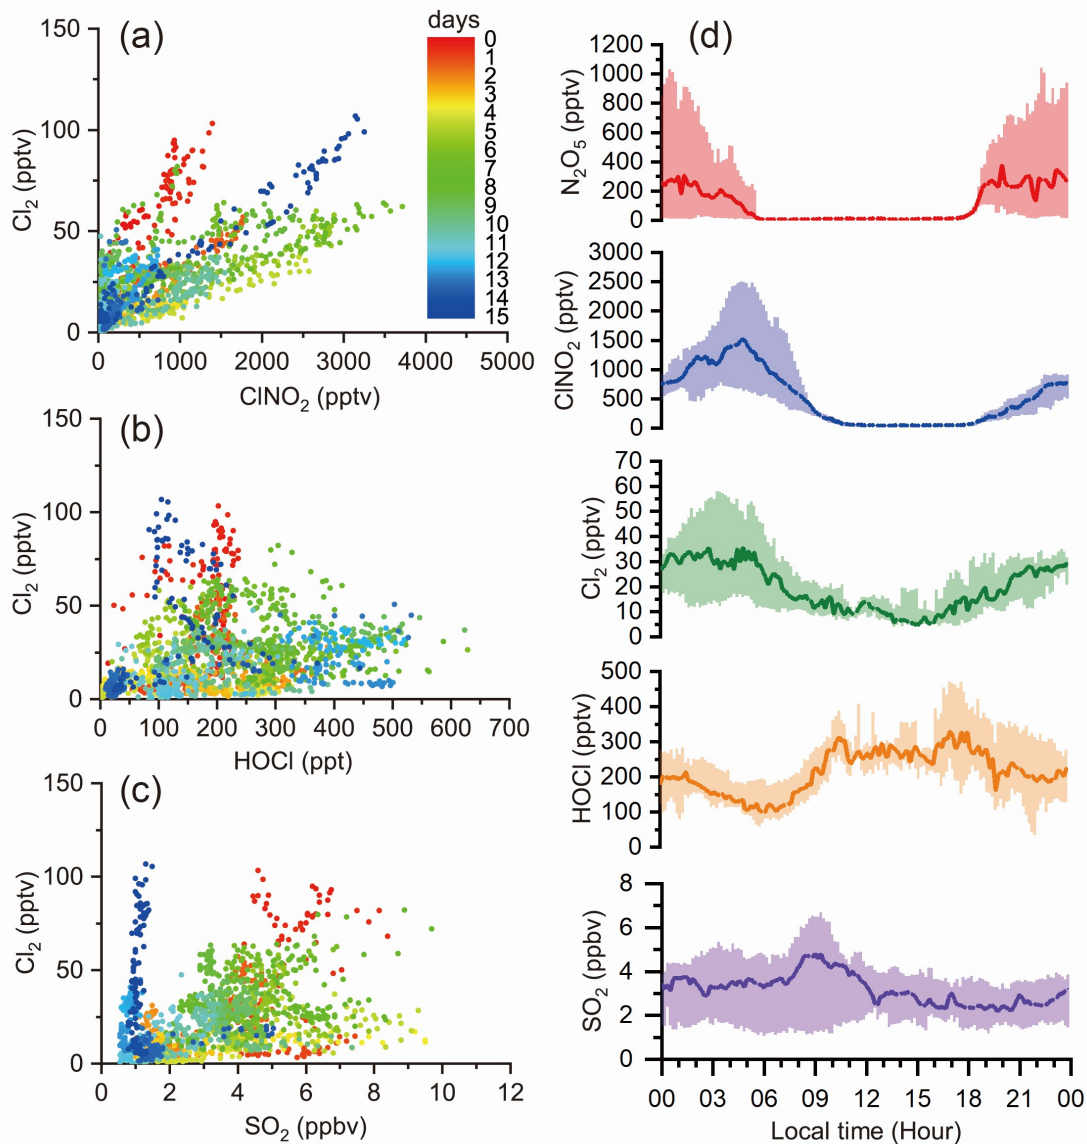 (a)
days
0
1
2
3
4
5
6
7
8
9
10
11
12
13
14
15
150
100
50
0
Cl2 (pptv)
0 1000 2000 3000 4000 5000
ClNO2 (pptv)
(b)
150
100
50
0
Cl2 (pptv)
0 100 200 300 400 500 600 700
HOCl (ppt)
(c)
150
100
50
0
Cl2 (pptv)
0 2 4 6 8 10 12
SO2 (ppbv)
(d)
1200
1000
800
600
400
200
0
N2O5 (pptv)
3000
2500
2000
1500
1000
500
0
ClNO2 (pptv)
70
60
50
40
30
20
10
0
Cl2 (pptv)
500
400
300
200
100
0
HOCl (pptv)
8
6
4
2
0
SO2 (ppbv)
00 03 06 09 12 15 18 21 00
Local time (Hour)